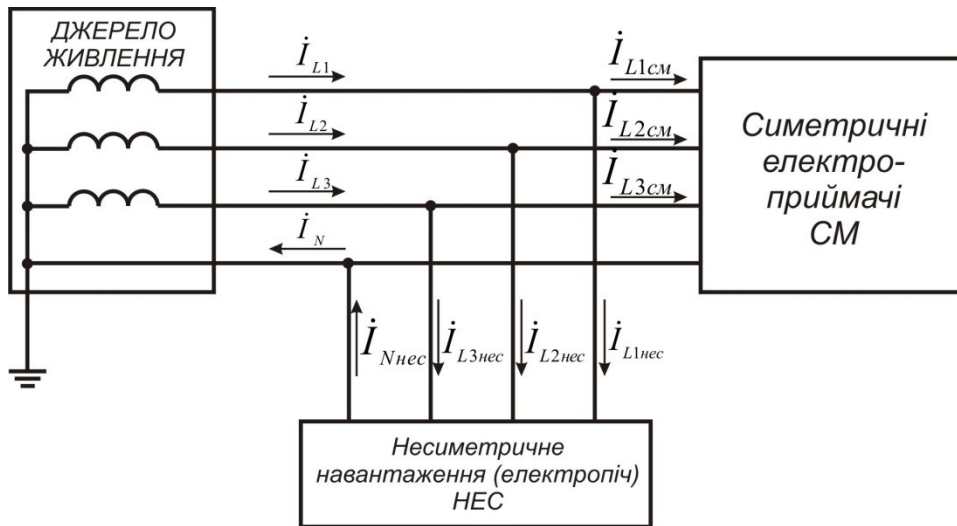 ДЖЕРЕЛО
ЖИВЛЕННЯ
İ L1
İ L1см
İ L2
İ L2см
İ L3
İ L3см
İ N
Симетричні
електро-
приймачі
СМ
İ Nнес
İ L3нес
İ L2нес
İ L1нес
Несиметричне
навантаження (електропіч)
НЕС